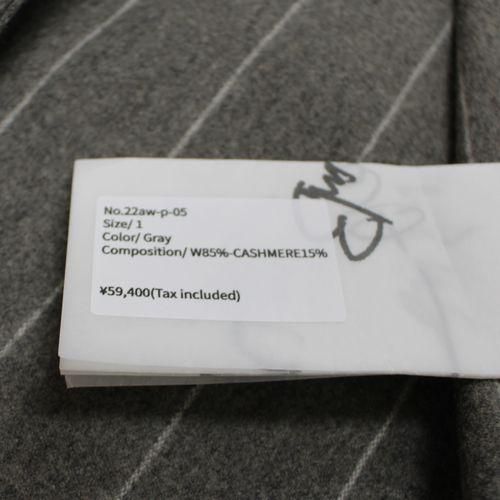 No.22aw-p-05
Size/ 1
Color/ Gray
Composition/ W85%-CASHMERE15%
¥59,400(Tax included)